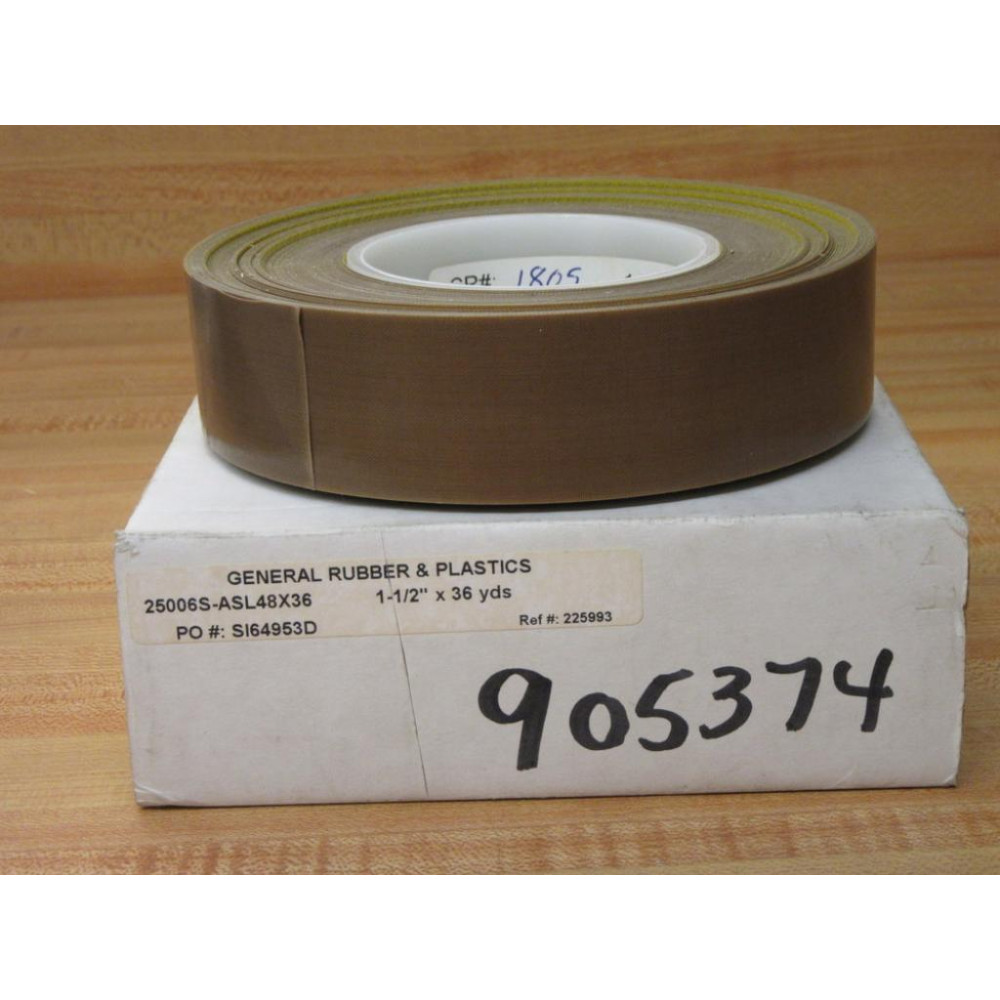 1805
GENERAL RUBBER & PLASTICS
25006S-ASL48X36 1-1/2" x 36 yds
PO #: SI64953D Ref #: 225993
905374